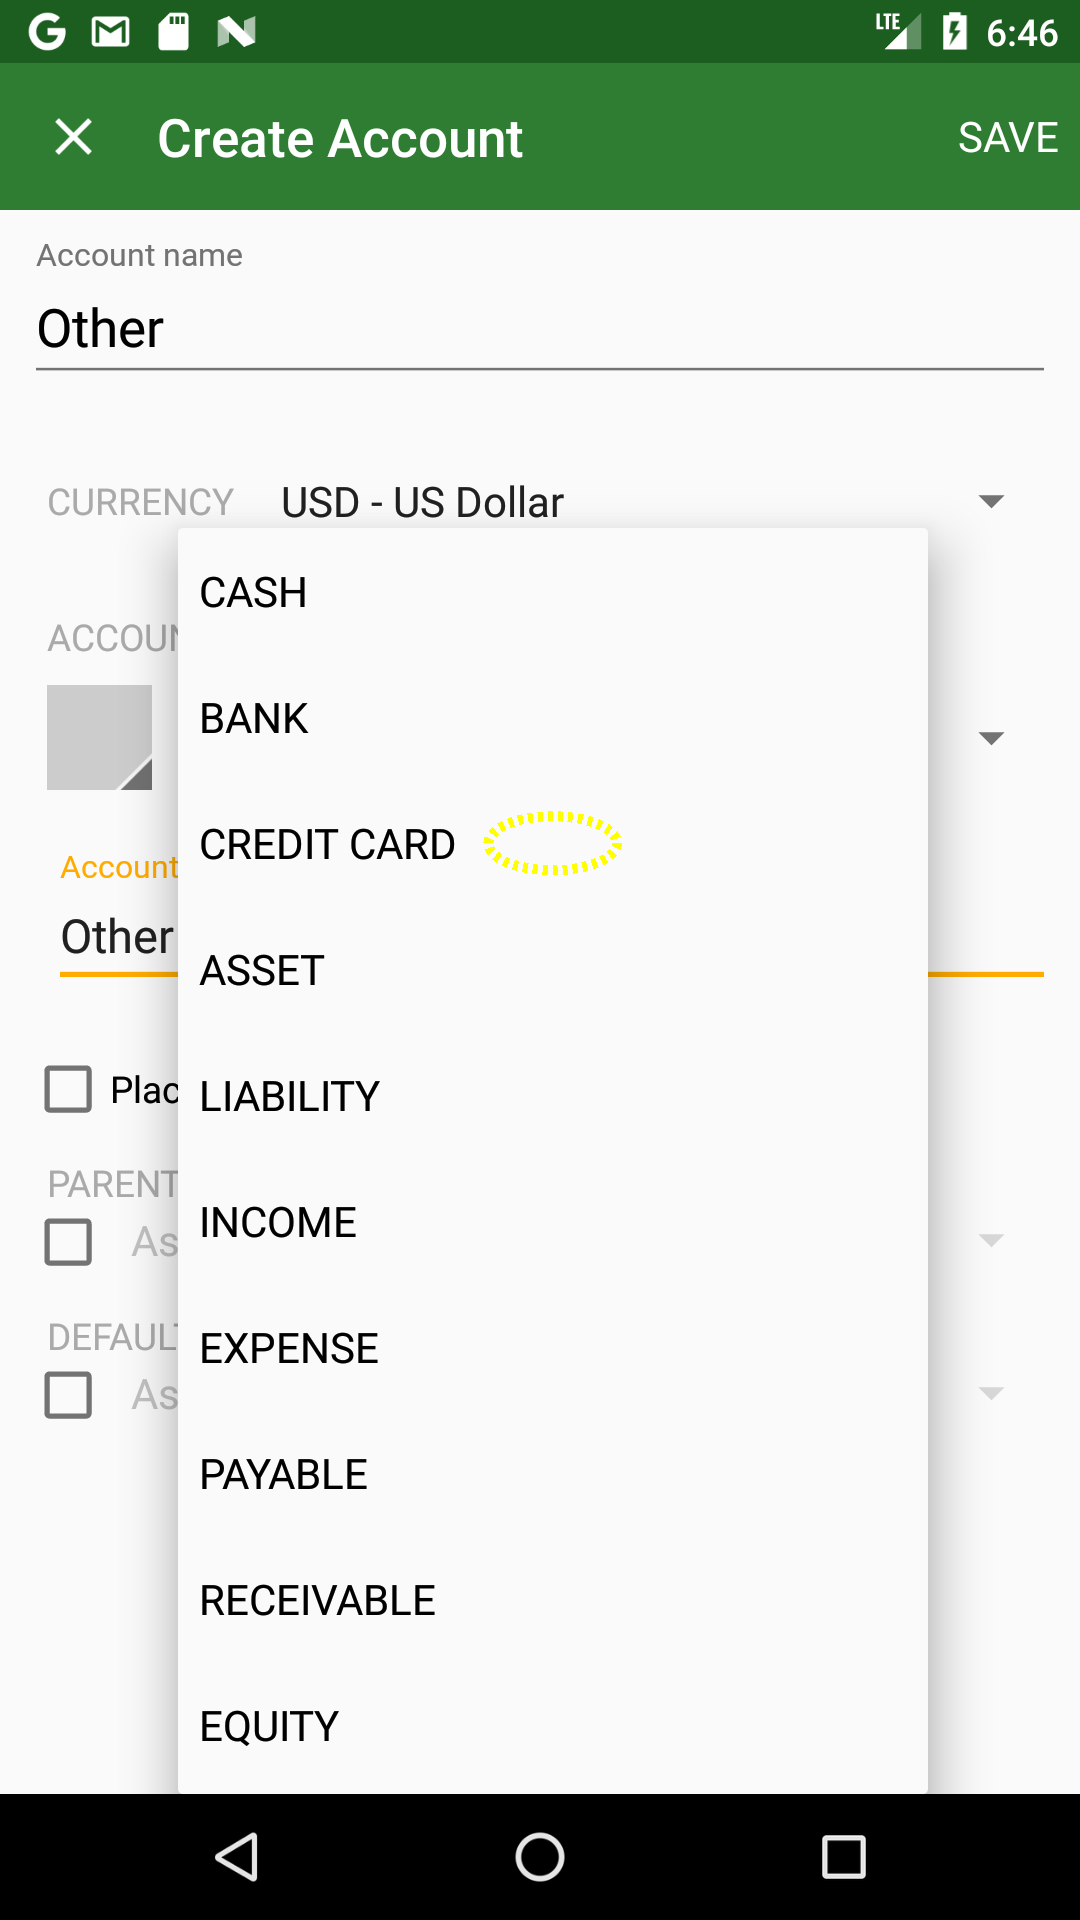 LTE 6:46
Create Account SAVE
Account name
Other
CURRENCY USD - US Dollar
CASH
ACCOUN
BANK
CREDIT CARD
Account
Other
ASSET
Plac
LIABILITY
PARENT
INCOME
As
DEFAULT
EXPENSE
As
PAYABLE
RECEIVABLE
EQUITY